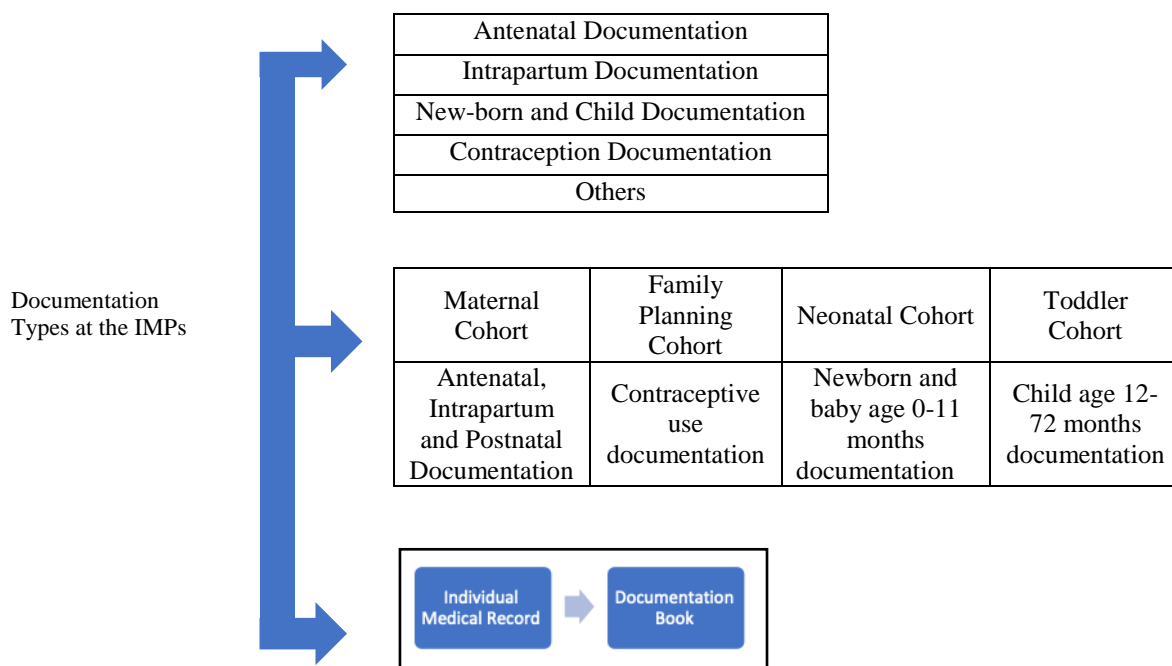 Antenatal Documentation
Intrapartum Documentation
New-born and Child Documentation
Contraception Documentation
Others
Documentation
Types at the IMPs
Maternal
Cohort
Family
Planning
Cohort
Neonatal Cohort
Toddler
Cohort
Antenatal,
Intrapartum
and Postnatal
Documentation
Contraceptive
use
documentation
Newborn and
baby age 0-11
months
documentation
Child age 12-
72 months
documentation
Individual
Medical Record
Documentation
Book